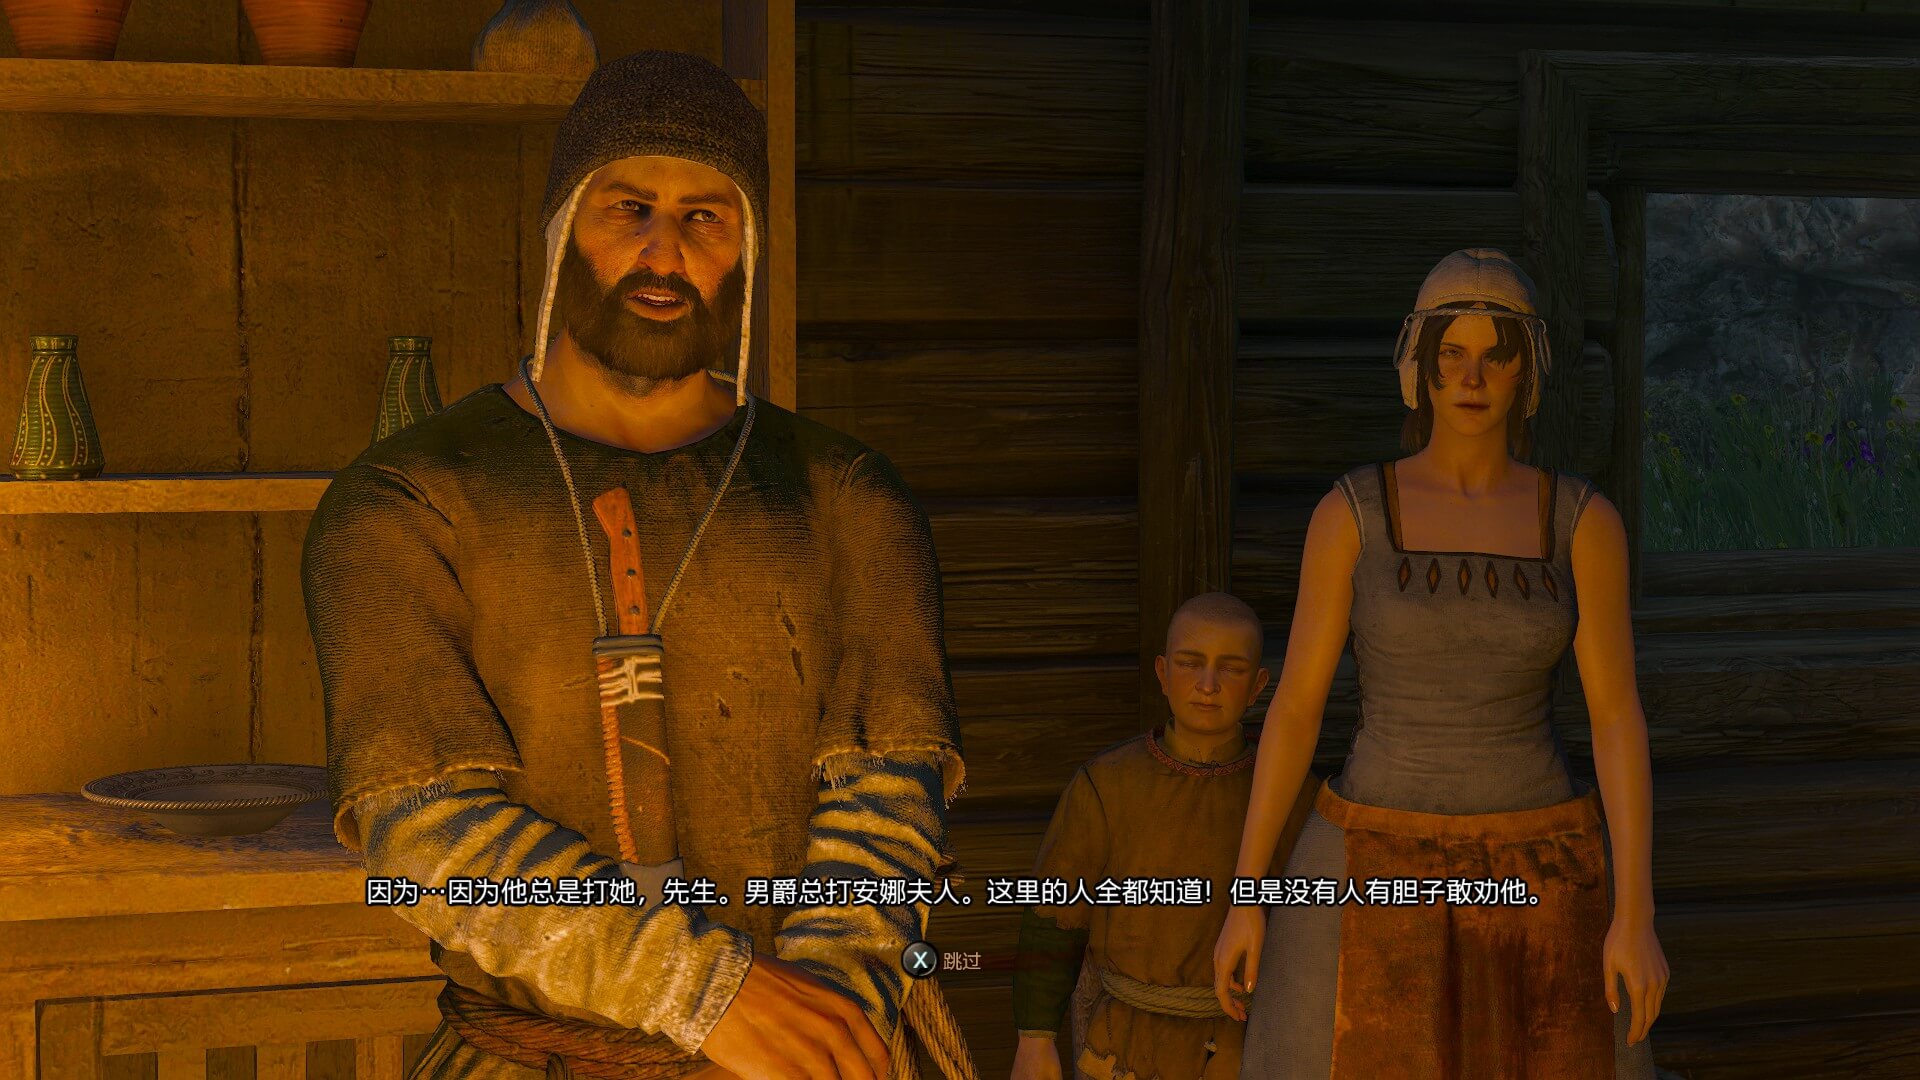 因为…因为他总是打她，先生。男爵总打安娜夫人。这里的人全都知道！但是没有人有胆子敢劝他。
X 跳过